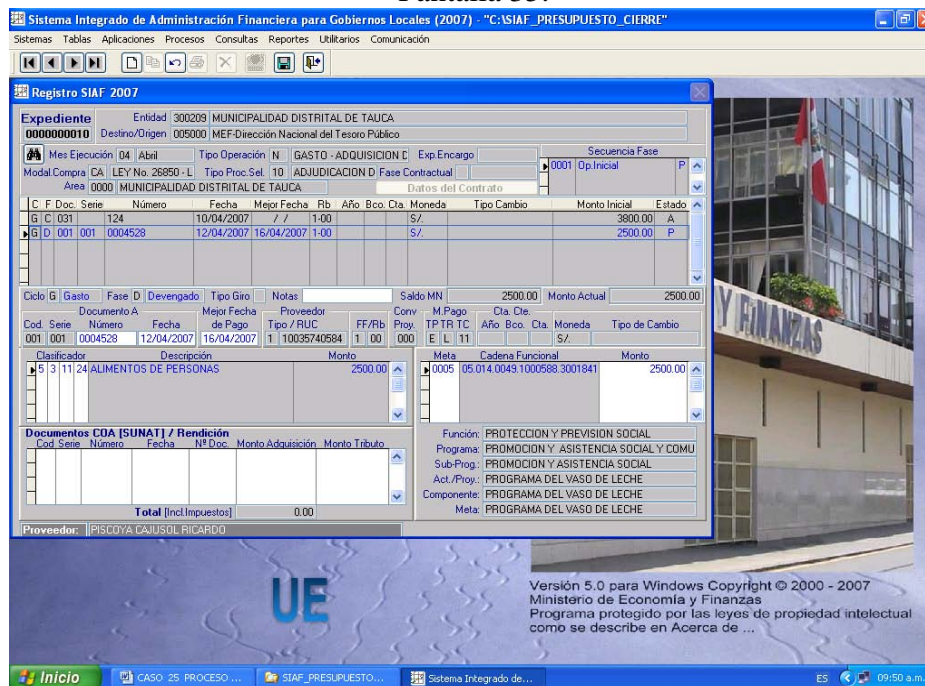 Pantalla 557
Sistema Integrado de Administración Financiera para Gobiernos Locales (2007) - "C:\SIAF_PRESUPUESTO_CIERRE"
Sistemas Tablas Aplicaciones Procesos Consultas Reportes Utilitarios Comunicación
Registro SIAF 2007
Expediente Entidad 300209 MUNICIPALIDAD DISTRITAL DE TAUCA
0000000010 Destino/Origen 005000 MEF-Dirección Nacional del Tesoro Público
Mes Ejecución 04 Abril Tipo Operación N GASTO - ADQUISICION D Exp.Encargo Secuencia Fase
0001 Op.Inicial P
Modal.Compra CA LEY No. 26850 - L Tipo Proc.Sel. 10 ADJUDICACION D Fase Contractual
Area 0000 MUNICIPALIDAD DISTRITAL DE TAUCA Datos del Contrato
C F Doc. Serie Número Fecha Mejor Fecha Rb Año Bco. Cta. Moneda Tipo Cambio Monto Inicial Estado
G C 031 124 10/04/2007 / / 1-00 S/. 3800.00 A
G D 001 001 0004528 12/04/2007 16/04/2007 1-00 S/. 2500.00 P
Ciclo G Gasto Fase D Devengado Tipo Giro Notas Saldo MN 2500.00 Monto Actual 2500.00
Documento A Mejor Fecha Proveedor Conv M.Pago Cta. Cte.
Cod. Serie Número Fecha de Pago Tipo / RUC FF/Rb Proy. TP TR TC Año Bco. Cta. Moneda Tipo de Cambio
001 001 0004528 12/04/2007 16/04/2007 1 10035740584 1 00 000 E L 11 S/.
Clasificador Descripción Monto Meta Cadena Funcional Monto
5 3 11 24 ALIMENTOS DE PERSONAS 2500.00 0005 05.014.0049.1000588.3001841 2500.00
Documentos COA [SUNAT] / Rendición
Cod Serie Número Fecha Nº Doc. Monto Adquisición Monto Tributo
Total [Incl.Impuestos] 0.00
Función: PROTECCION Y PREVISION SOCIAL
Programa: PROMOCION Y ASISTENCIA SOCIAL Y COMU
Sub-Prog.: PROMOCION Y ASISTENCIA SOCIAL
Act./Proy.: PROGRAMA DEL VASO DE LECHE
Componente: PROGRAMA DEL VASO DE LECHE
Meta: PROGRAMA DEL VASO DE LECHE
Proveedor: PISCOYA CAJUSOL RICARDO
Y FINANZAS
UE
Versión 5.0 para Windows Copyright © 2000 - 2007
Ministerio de Economía y Finanzas
Programa protegido por las leyes de propiedad intelectual
como se describe en Acerca de ...
Inicio CASO 25 PROCESO ... SIAF_PRESUPUESTO... Sistema Integrado de... ES 09:50 a.m.